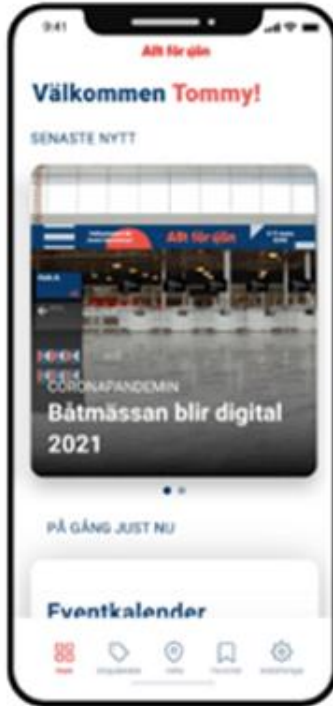 9:41
Allt för sjön
Välkommen Tommy!
SENASTE NYTT
Allt för sjön
CORONAPANDEMIN
Båtmässan blir digital
2021
PÅ GÅNG JUST NU
Eventkalender
Hem